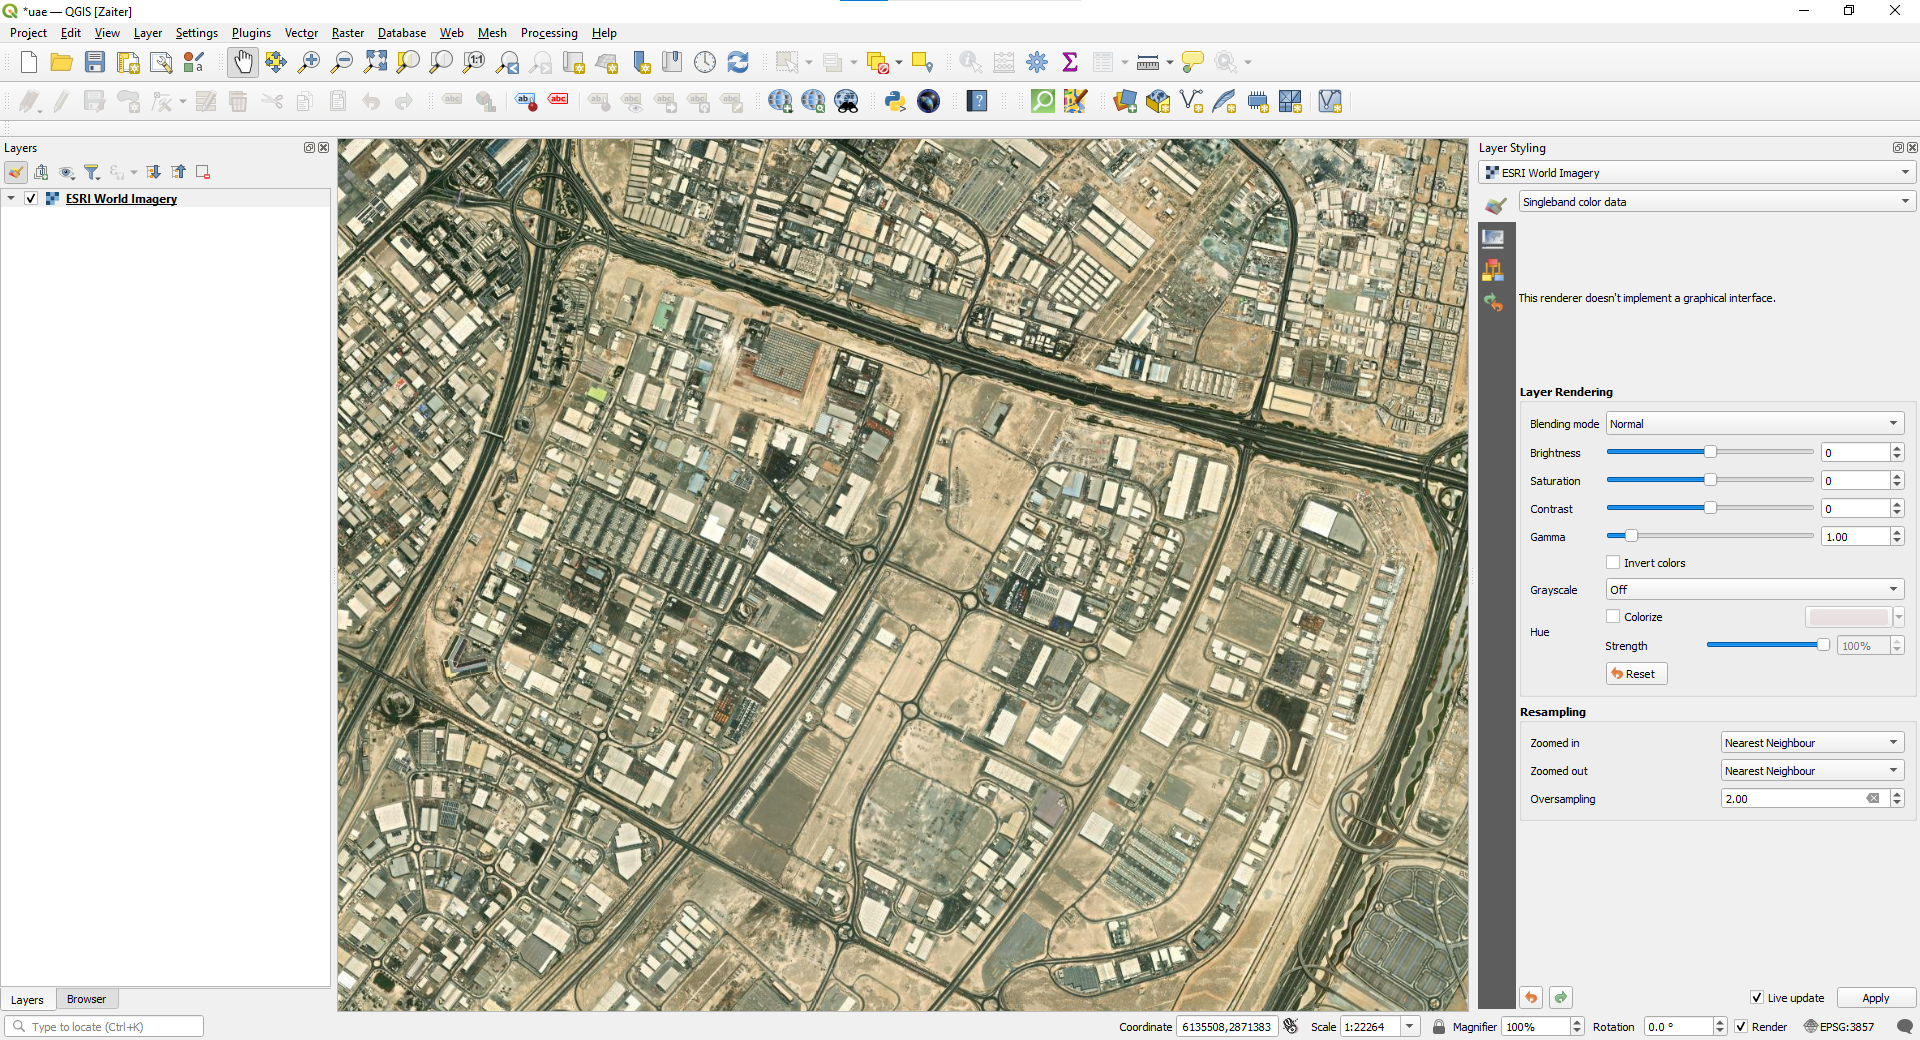 *uae — QGIS [Zaiter]
Project Edit View Layer Settings Plugins Vector Raster Database Web Mesh Processing Help
Layers
ESRI World Imagery
Layers Browser
Type to locate (Ctrl+K)
Layer Styling
ESRI World Imagery
Singleband color data
This renderer doesn't implement a graphical interface.
Layer Rendering
Blending mode Normal
Brightness 0
Saturation 0
Contrast 0
Gamma 1.00
Invert colors
Grayscale Off
Hue
Colorize
Strength 100%
Reset
Resampling
Zoomed in Nearest Neighbour
Zoomed out Nearest Neighbour
Oversampling 2.00
Live update Apply
Coordinate 6135508,2871383 Scale 1:22264 Magnifier 100% Rotation 0.0 ° Render EPSG:3857